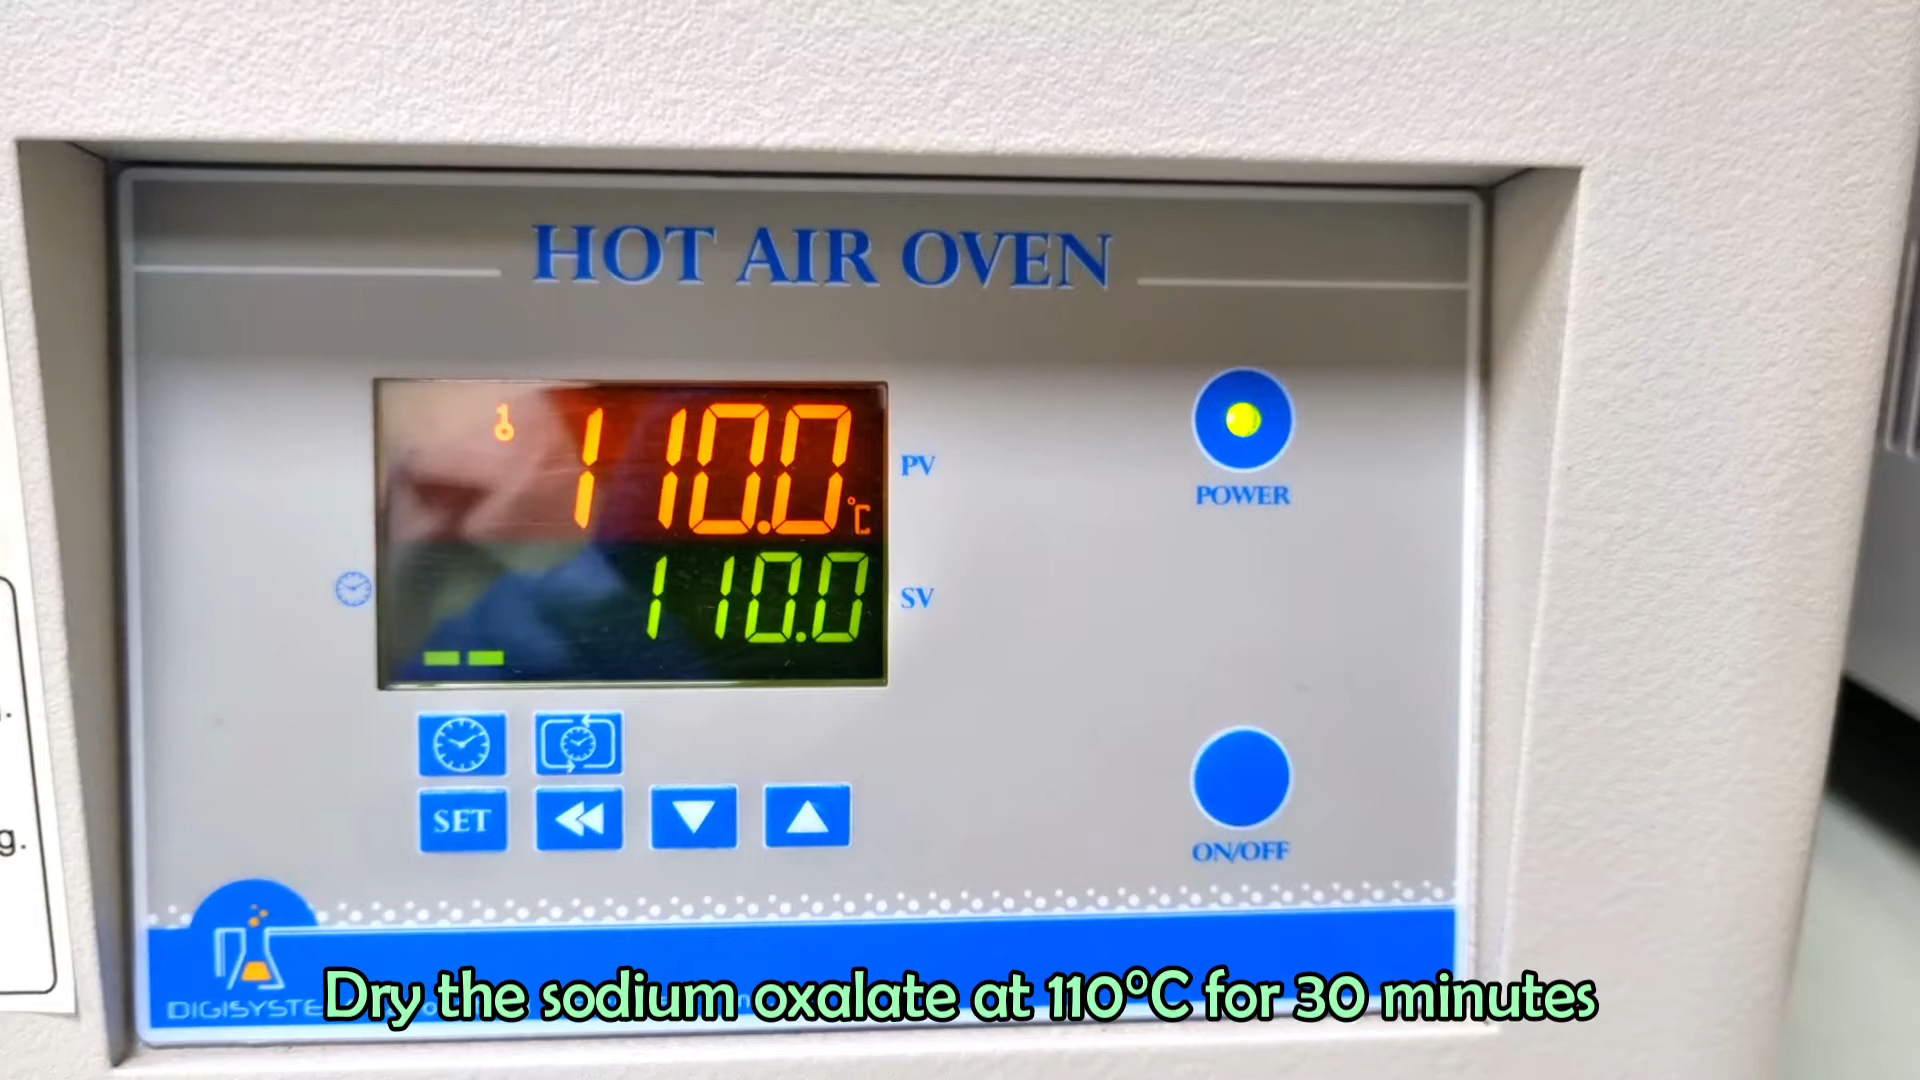 HOT AIR OVEN
110.0 °C PV
110.0 SV
POWER
SET
ON/OFF
g.
DIGISYSTE
Dry the sodium oxalate at 110°C for 30 minutes